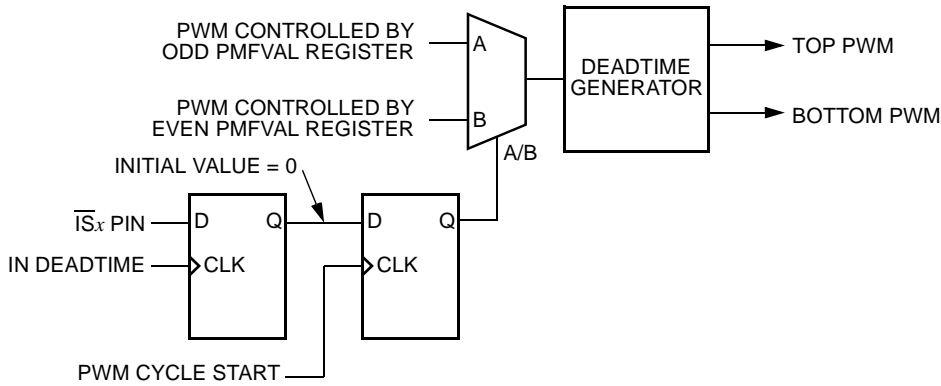 PWM CONTROLLED BY
ODD PMFVAL REGISTER
A
PWM CONTROLLED BY
EVEN PMFVAL REGISTER
B
A/B
DEADTIME
GENERATOR
TOP PWM
BOTTOM PWM
INITIAL VALUE = 0
I̅S̅x PIN
D
Q
D
Q
IN DEADTIME
CLK
CLK
PWM CYCLE START